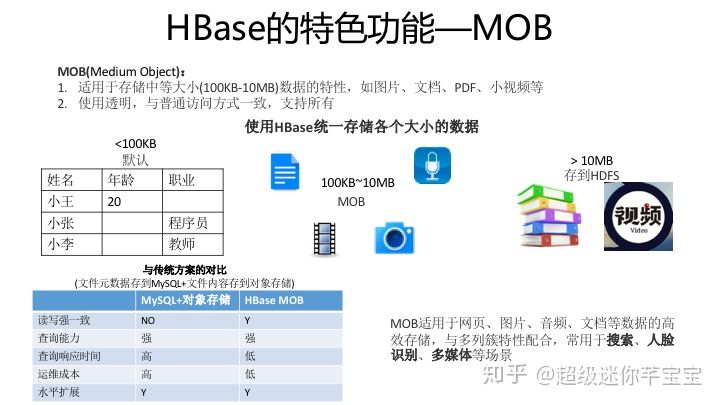 HBase的特色功能—MOB
MOB(Medium Object)：
1. 适用于存储中等大小(100KB-10MB)数据的特性，如图片、文档、PDF、小视频等
2. 使用透明，与普通访问方式一致，支持所有
使用HBase统一存储各个大小的数据
<100KB
默认
姓名 年龄 职业
小王 20
小张 程序员
小李 教师
100KB~10MB
MOB
> 10MB
存到HDFS
视频
Video
与传统方案的对比
(文件元数据存到MySQL+文件内容存到对象存储)
MySQL+对象存储 HBase MOB
读写强一致 NO Y
查询能力 强 强
查询响应时间 高 低
运维成本 高 低
水平扩展 Y Y
MOB适用于网页、图片、音频、文档等数据的高
效存储，与多列簇特性配合，常用于搜索、人脸
识别、多媒体等场景
知乎 @超级迷你芊宝宝